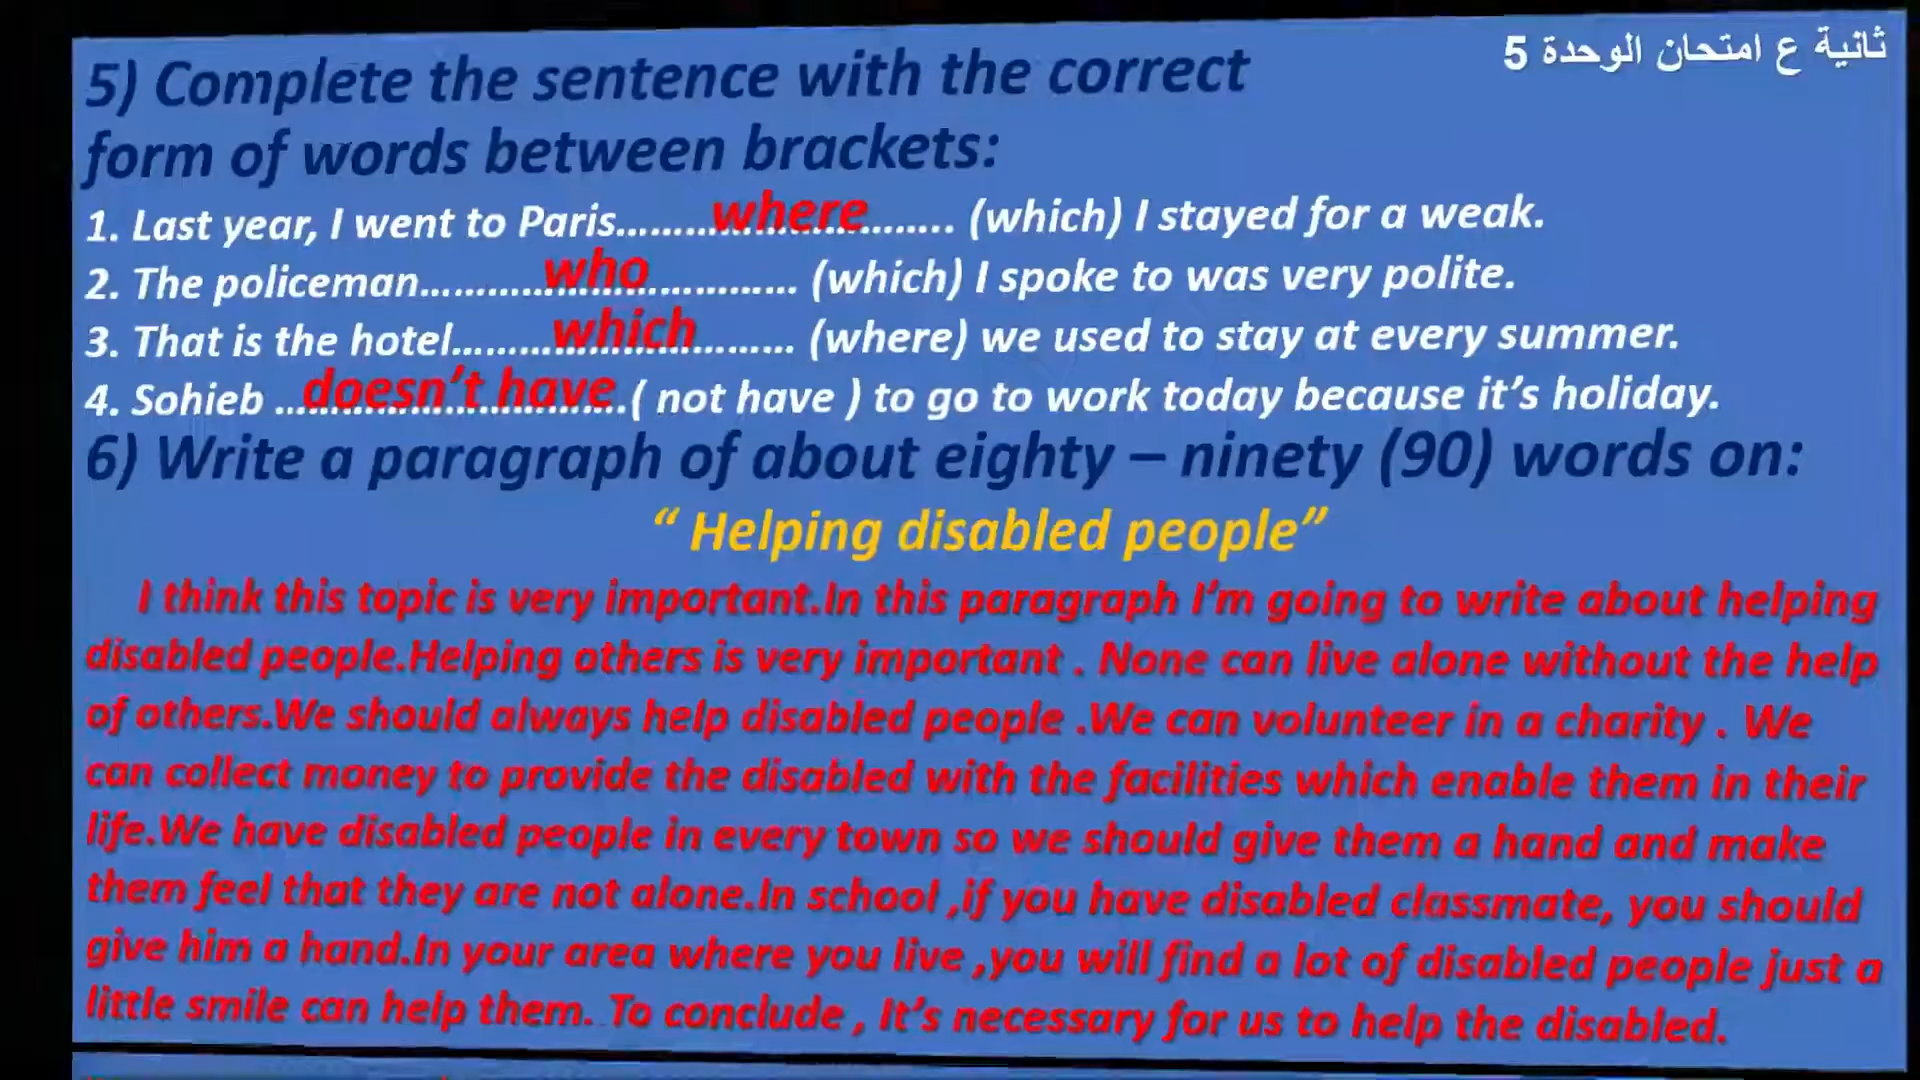 ثانية ع امتحان الوحدة 5
5) Complete the sentence with the correct
form of words between brackets:
1. Last year, I went to Paris.........where......... (which) I stayed for a weak.
2. The policeman............who............ (which) I spoke to was very polite.
3. That is the hotel.........which......... (where) we used to stay at every summer.
4. Sohieb ...doesn't have.( not have ) to go to work today because it's holiday.
6) Write a paragraph of about eighty – ninety (90) words on:
“ Helping disabled people”
I think this topic is very important.In this paragraph I'm going to write about helping
disabled people.Helping others is very important . None can live alone without the help
of others.We should always help disabled people .We can volunteer in a charity . We
can collect money to provide the disabled with the facilities which enable them in their
life.We have disabled people in every town so we should give them a hand and make
them feel that they are not alone.In school ,if you have disabled classmate, you should
give him a hand.In your area where you live ,you will find a lot of disabled people just a
little smile can help them. To conclude , It's necessary for us to help the disabled.